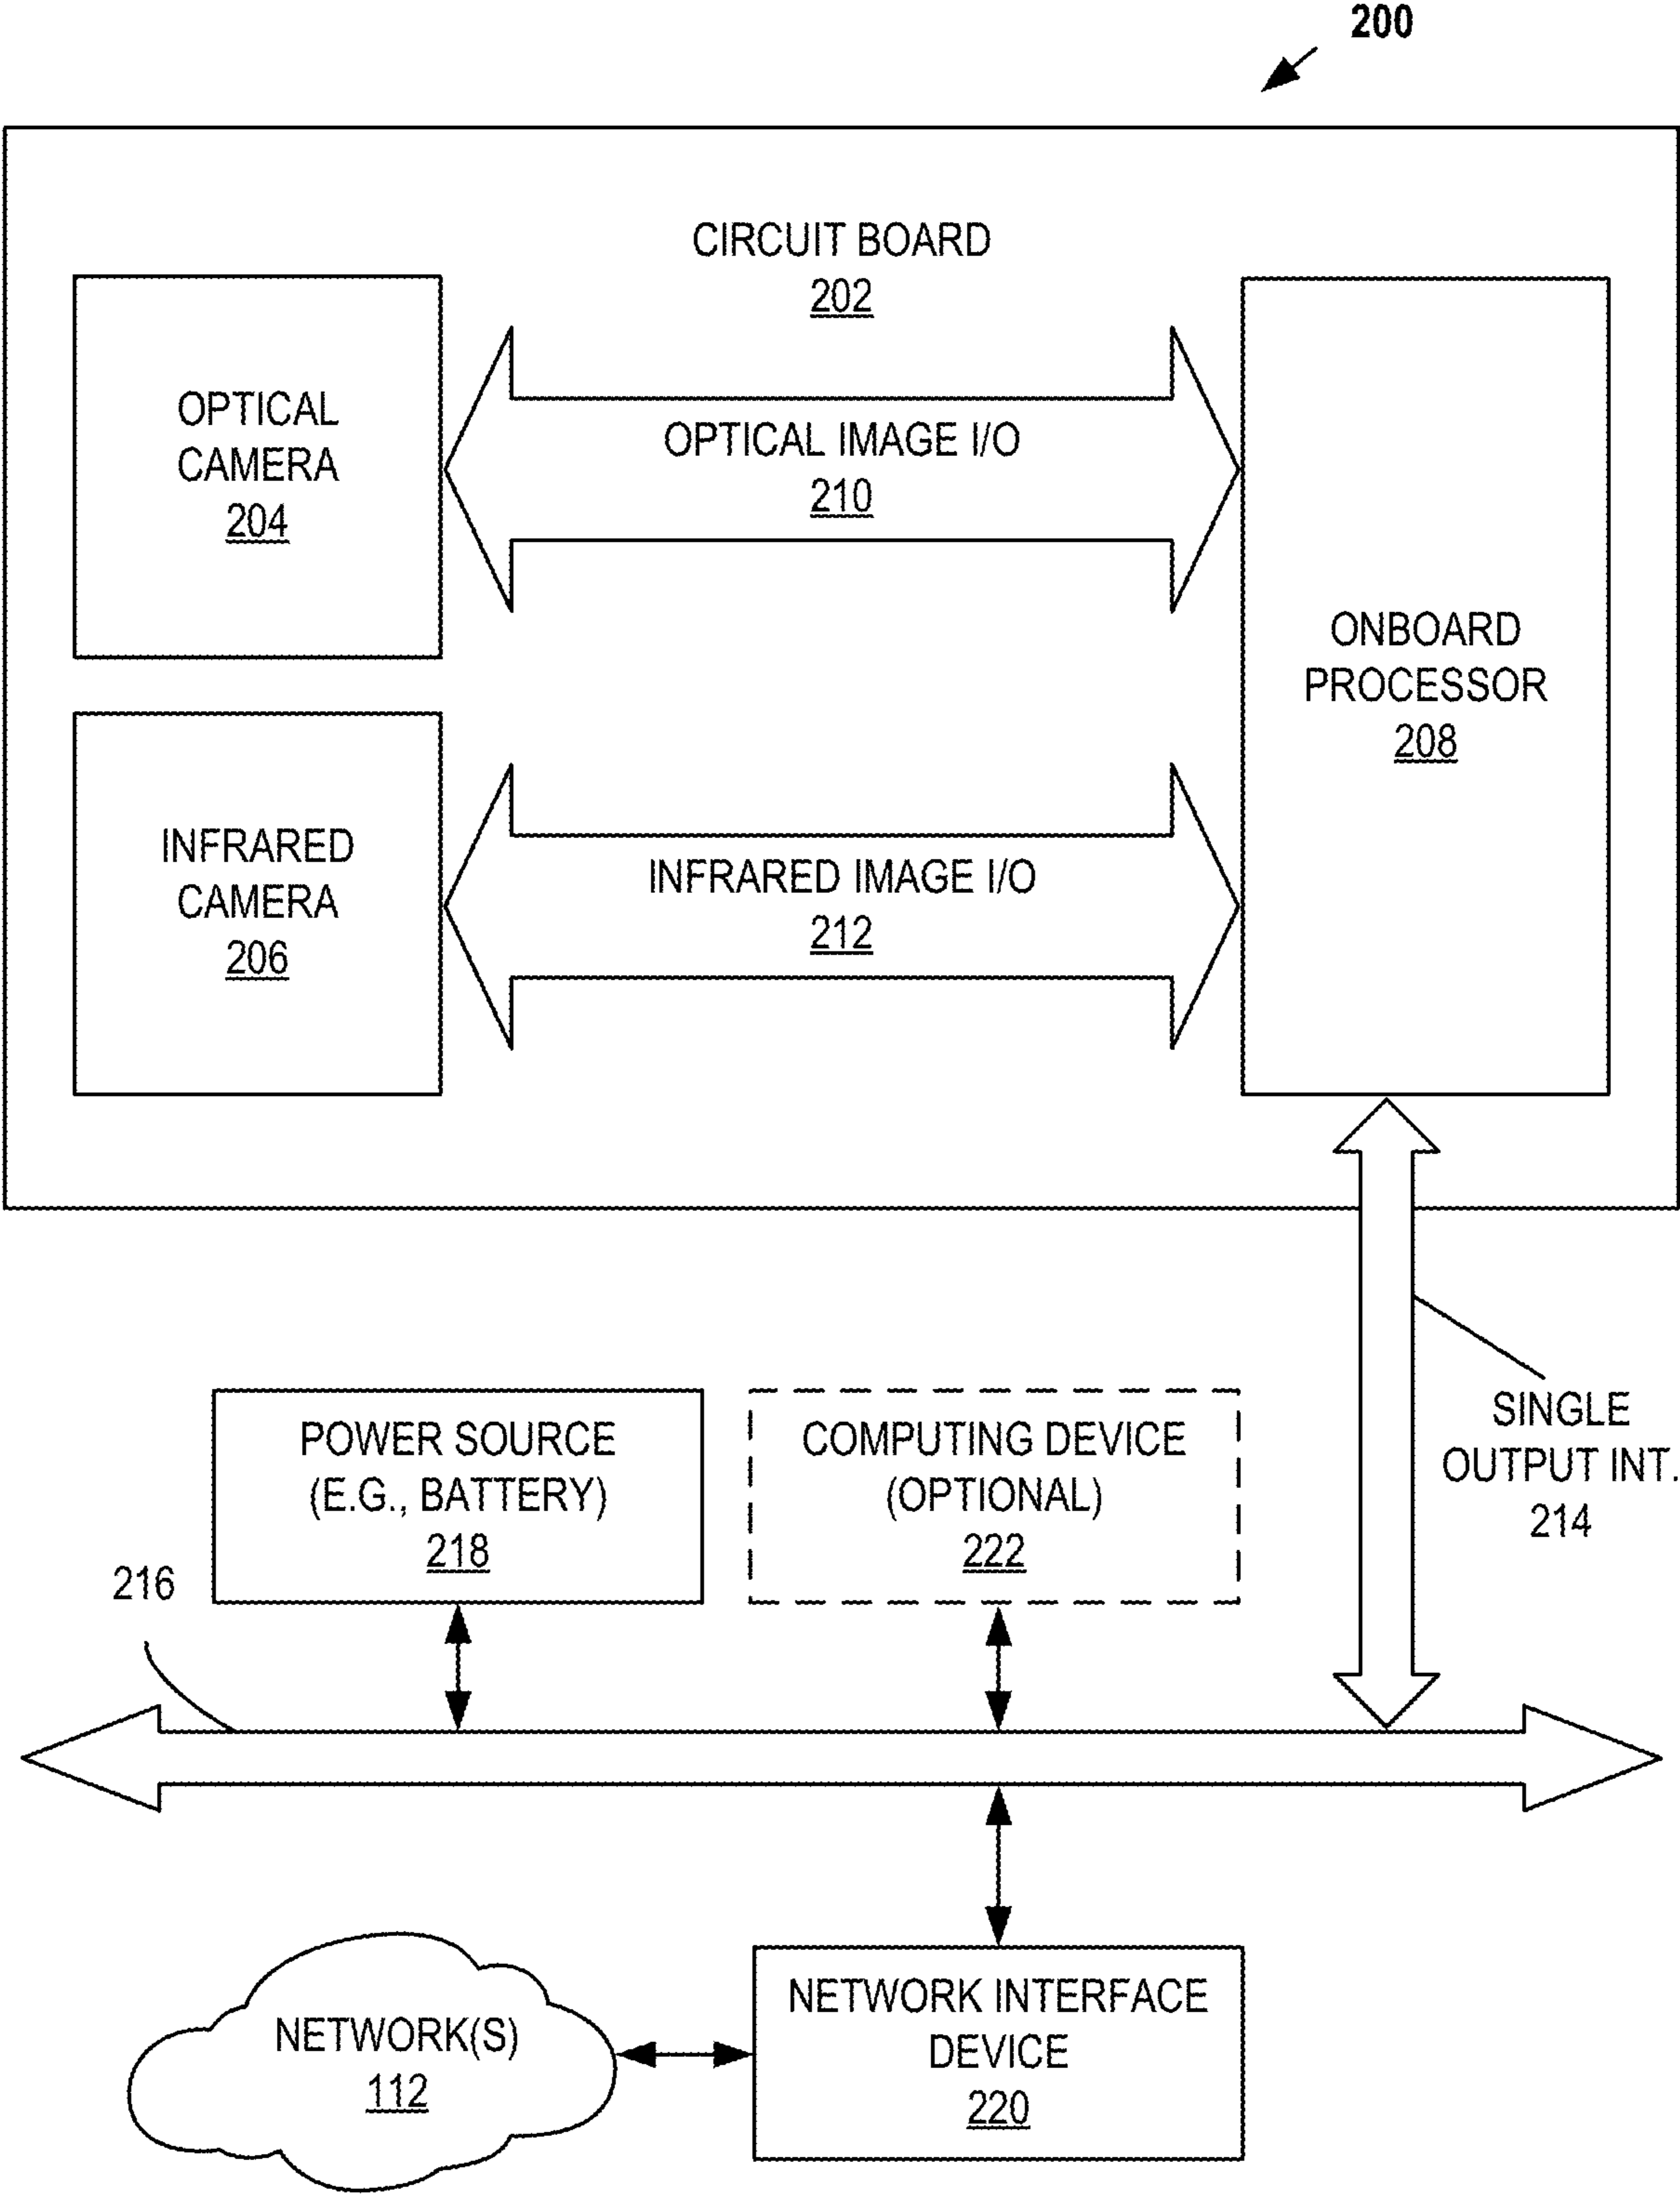 200
CIRCUIT BOARD
202
OPTICAL
CAMERA
204
OPTICAL IMAGE I/O
210
ONBOARD
PROCESSOR
208
INFRARED
CAMERA
206
INFRARED IMAGE I/O
212
SINGLE
OUTPUT INT.
214
POWER SOURCE
(E.G., BATTERY)
218
COMPUTING DEVICE
(OPTIONAL)
222
216
NETWORK(S)
112
NETWORK INTERFACE
DEVICE
220